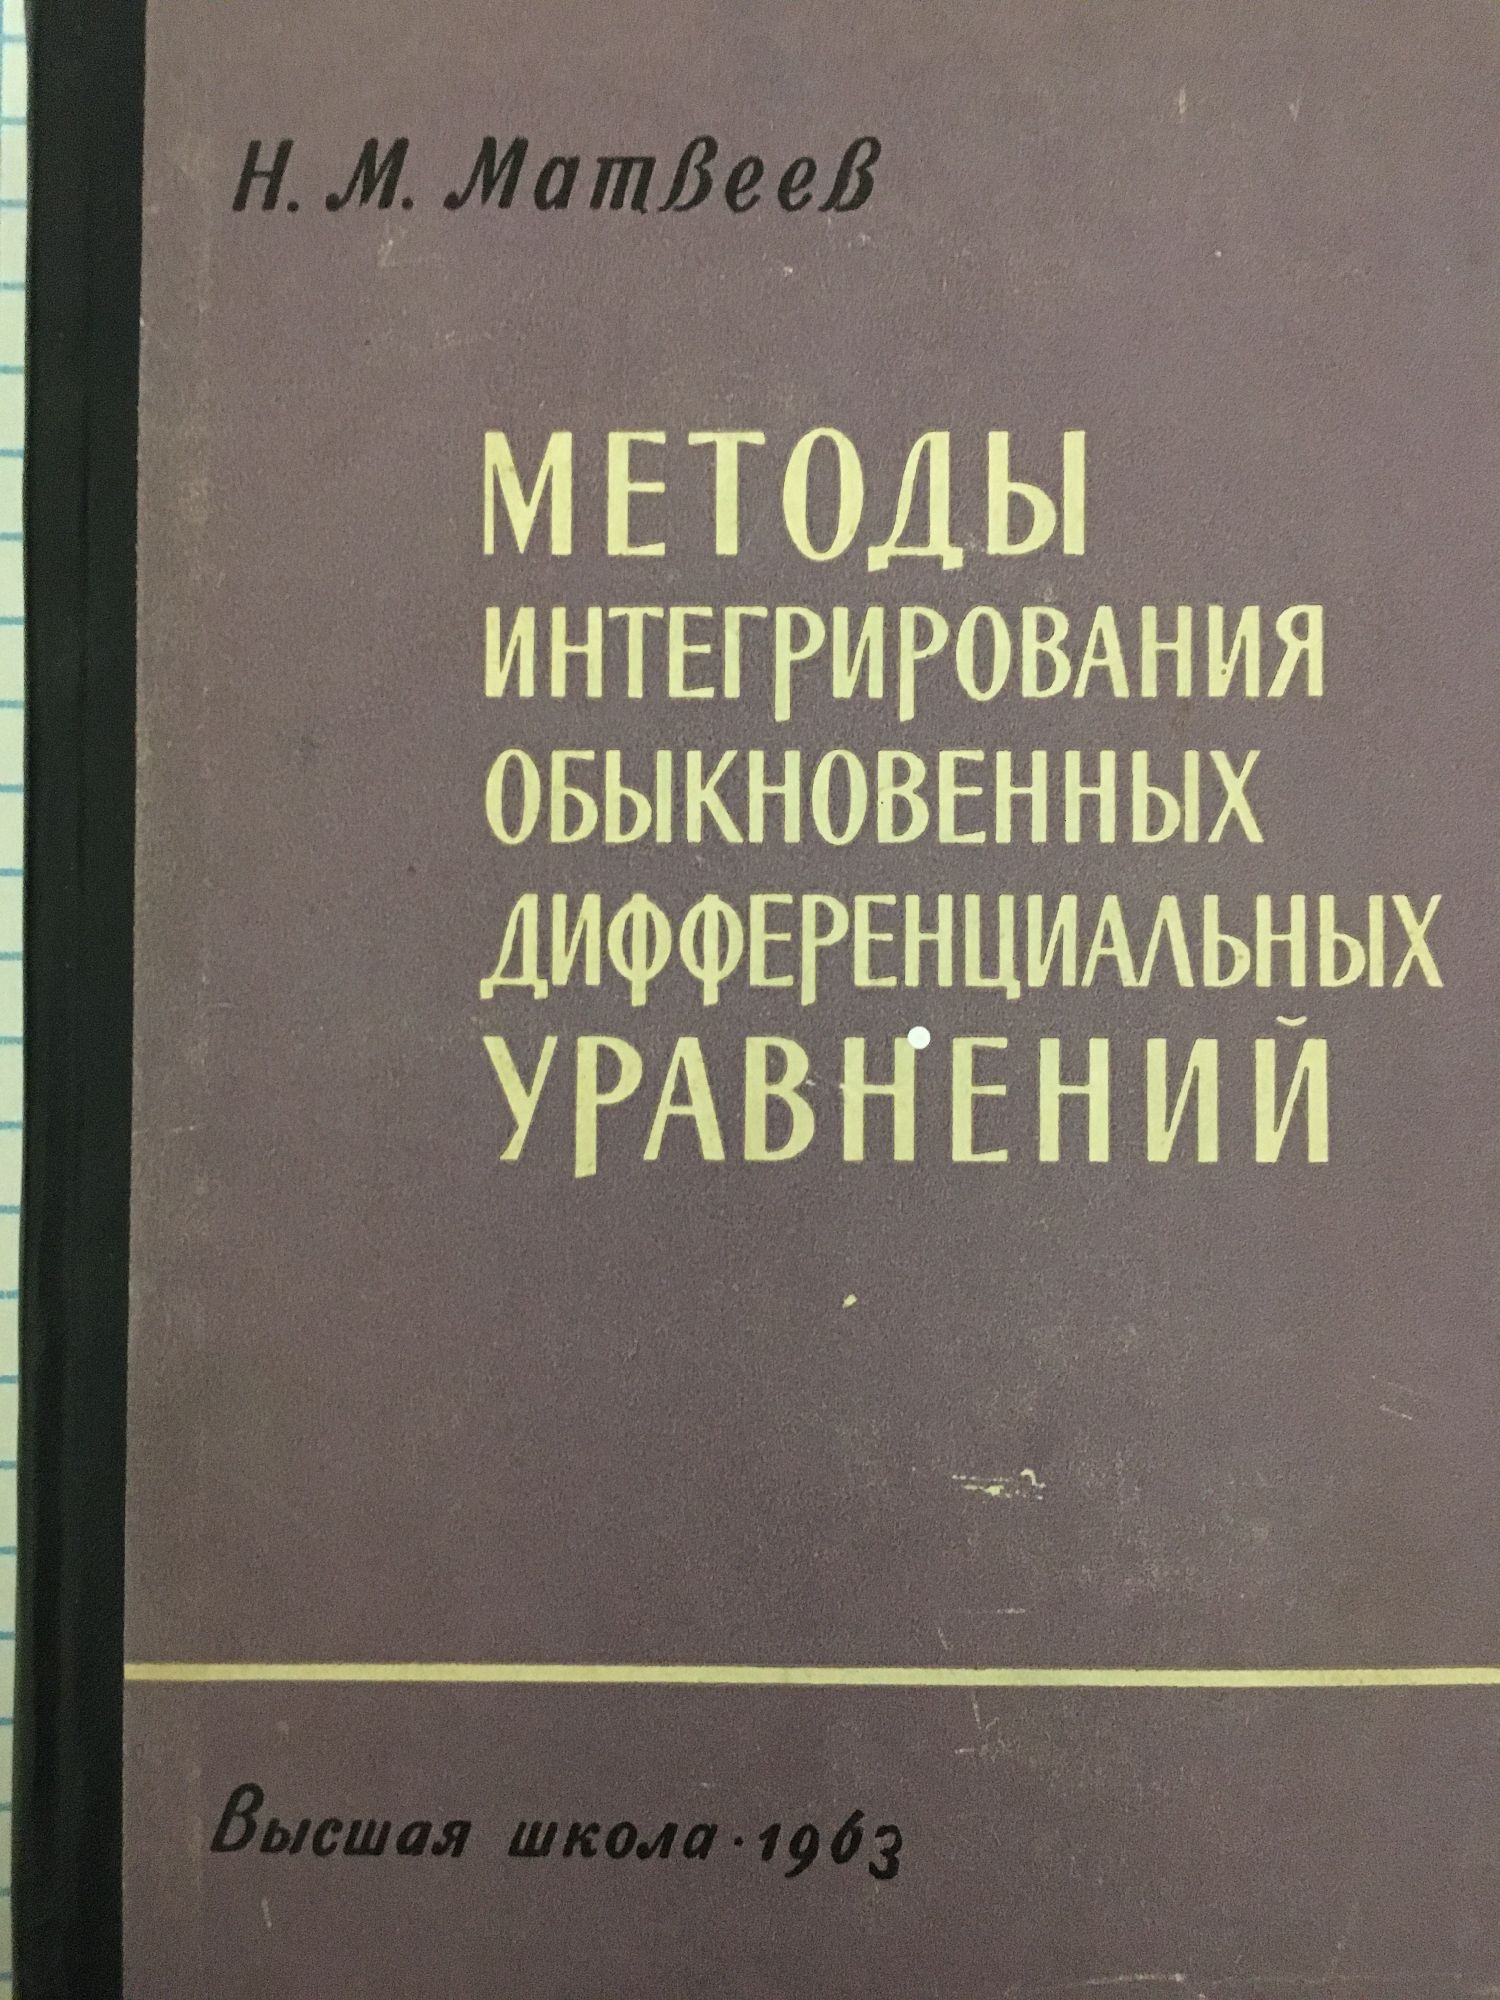 Н. М. Матвеев
МЕТОДЫ
ИНТЕГРИРОВАНИЯ
ОБЫКНОВЕННЫХ
ДИФФЕРЕНЦИАЛЬНЫХ
УРАВНЕНИЙ
Высшая школа · 1963